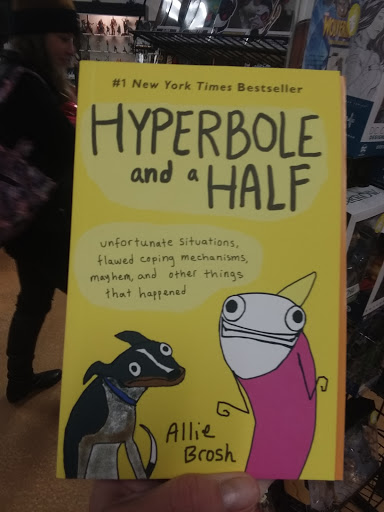 #1 New York Times Bestseller
HYPERBOLE
and a
HALF
unfortunate situations,
flawed coping mechanisms,
mayhem, and other things
that happened
Allie
Brosh